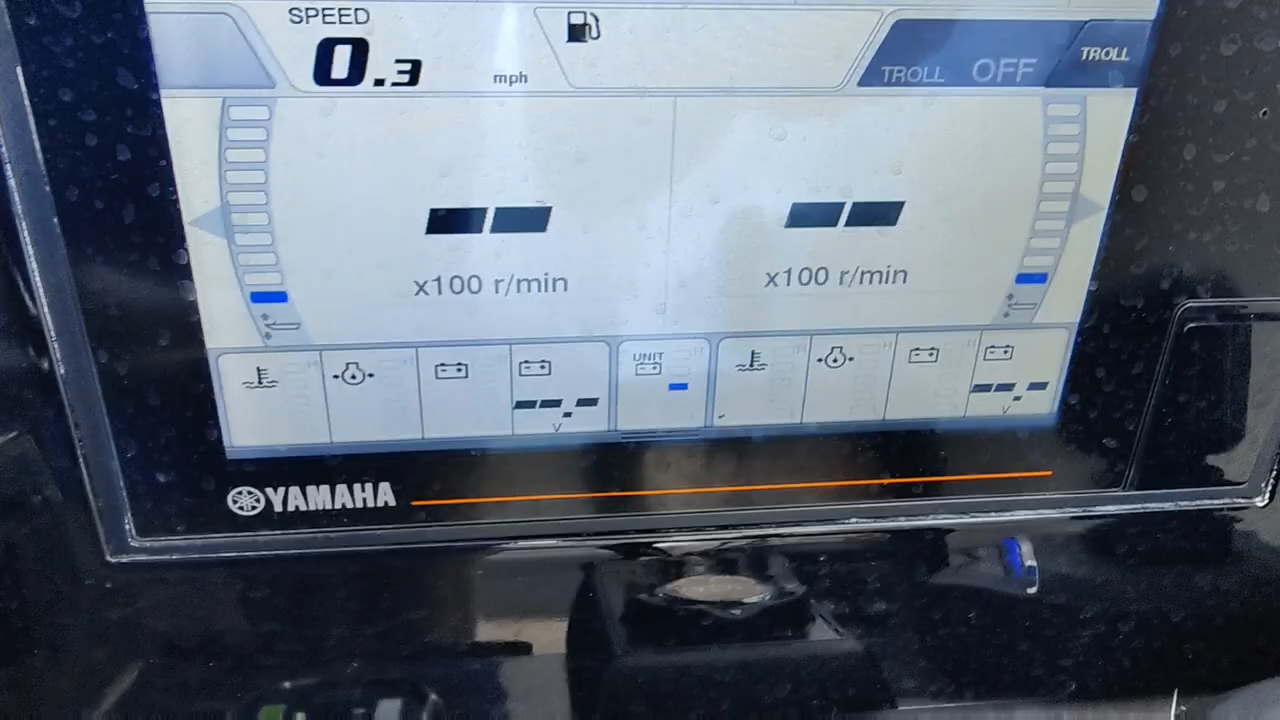 SPEED
0.3 mph
TROLL OFF
TROLL
x100 r/min
x100 r/min
UNIT
V
V
YAMAHA